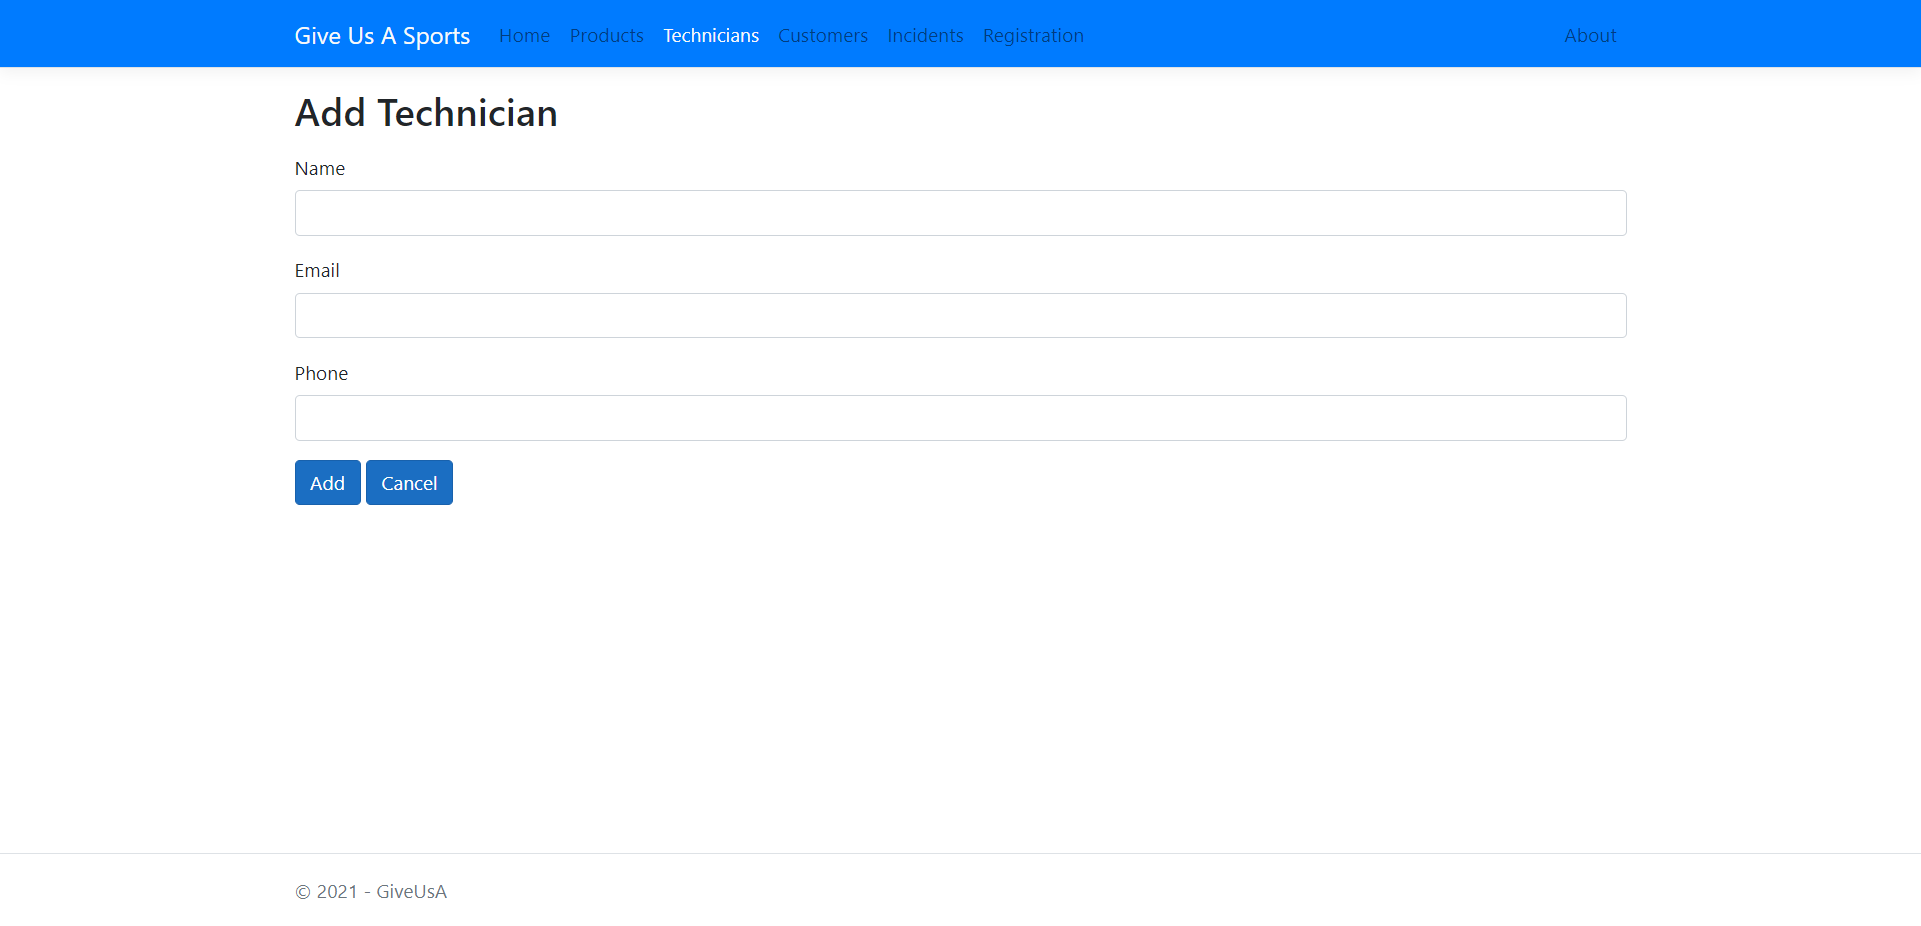 Give Us A Sports Home Products Technicians Customers Incidents Registration About
Add Technician
Name
Email
Phone
Add Cancel
© 2021 - GiveUsA